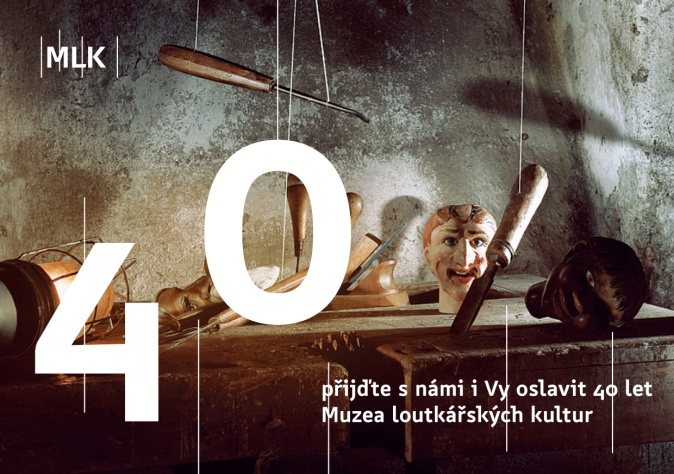 MLK
40
přijďte s námi i Vy oslavit 40 let
Muzea loutkářských kultur